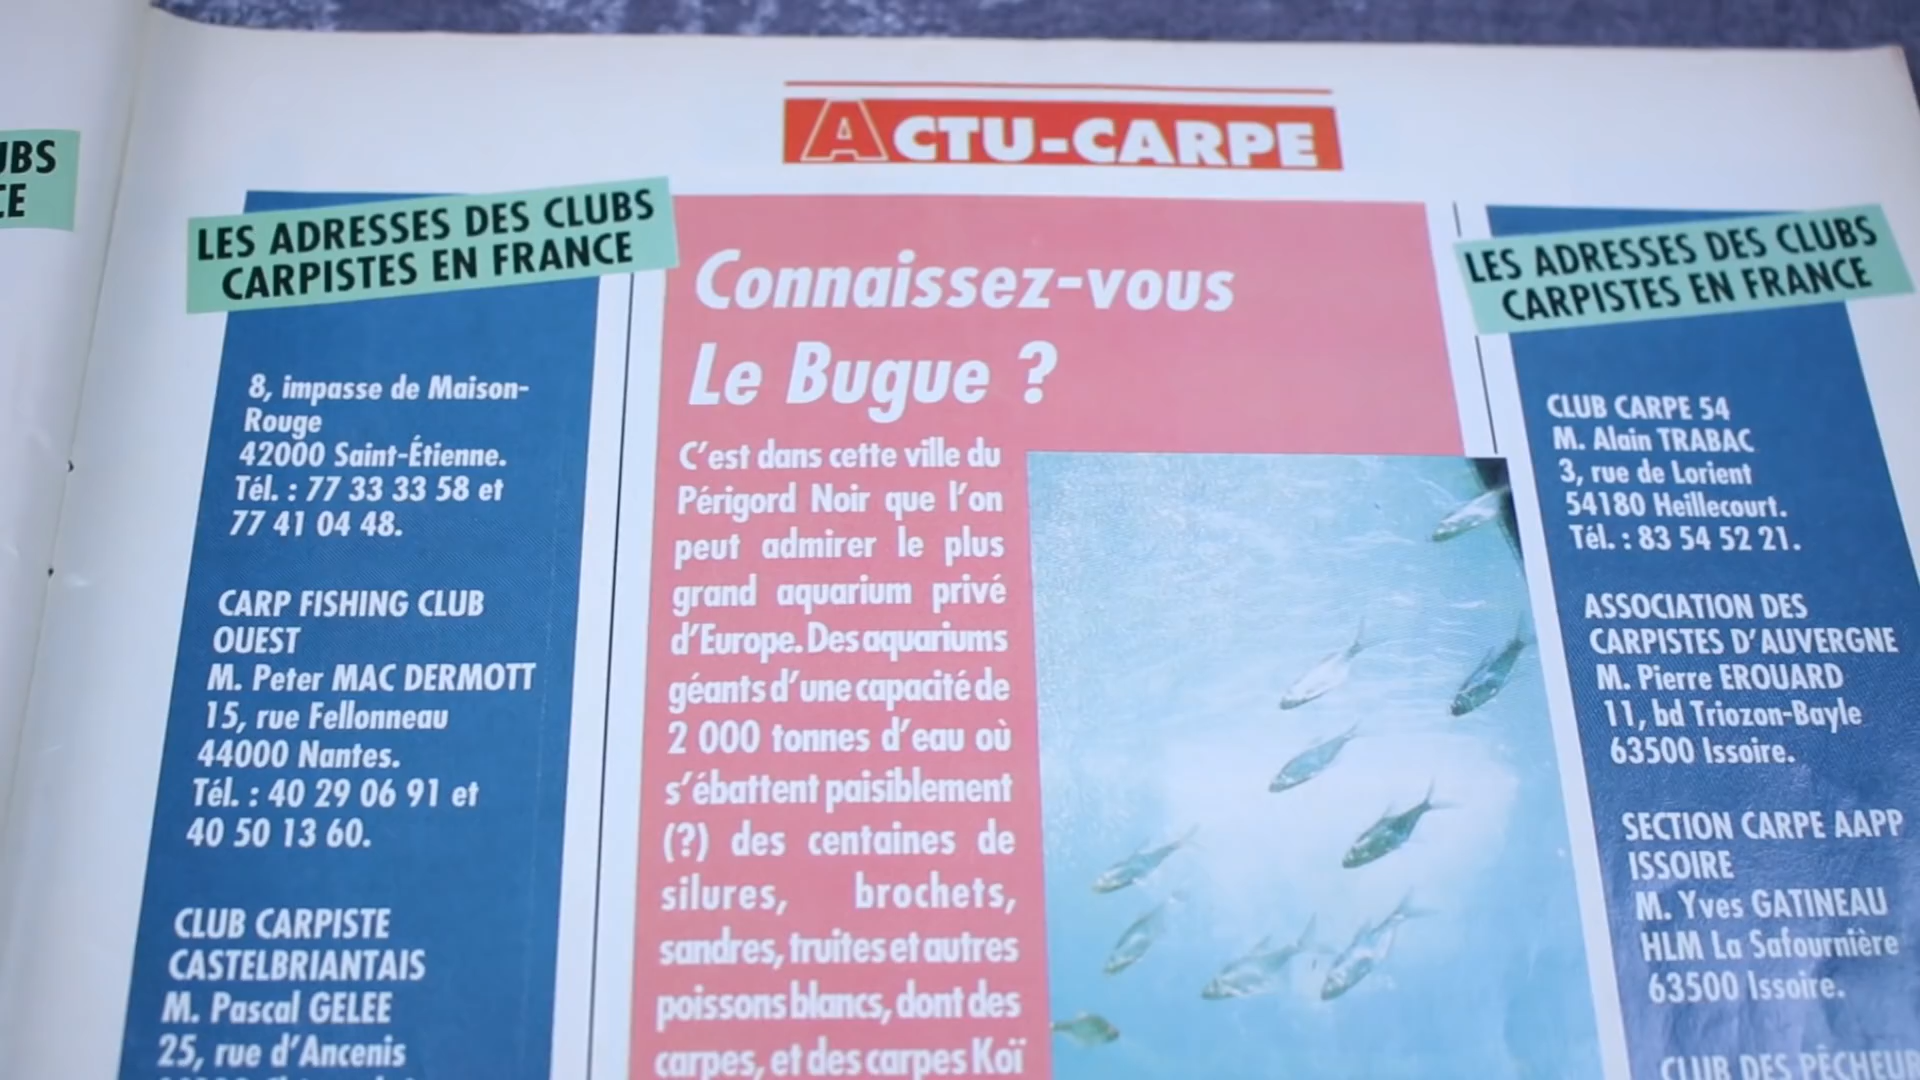 UBS
CE
ACTU-CARPE
LES ADRESSES DES CLUBS
CARPISTES EN FRANCE
8, impasse de Maison-
Rouge
42000 Saint-Étienne.
Tél. : 77 33 33 58 et
77 41 04 48.
CARP FISHING CLUB
OUEST
M. Peter MAC DERMOTT
15, rue Fellonneau
44000 Nantes.
Tél. : 40 29 06 91 et
40 50 13 60.
CLUB CARPISTE
CASTELBRIANTAIS
M. Pascal GELEE
25, rue d'Ancenis
Connaissez-vous
Le Bugue ?
C'est dans cette ville du
Périgord Noir que l'on
peut admirer le plus
grand aquarium privé
d'Europe. Des aquariums
géants d'une capacité de
2 000 tonnes d'eau où
s'ébattent paisiblement
(?) des centaines de
silures, brochets,
sandres, truites et autres
poissons blancs, dont des
carpes, et des carpes Koï
LES ADRESSES DES CLUBS
CARPISTES EN FRANCE
CLUB CARPE 54
M. Alain TRABAC
3, rue de Lorient
54180 Heillecourt.
Tél. : 83 54 52 21.
ASSOCIATION DES
CARPISTES D'AUVERGNE
M. Pierre EROUARD
11, bd Triozon-Bayle
63500 Issoire.
SECTION CARPE AAPP
ISSOIRE
M. Yves GATINEAU
HLM La Safournière
63500 Issoire.
CLUB DES PÊCHEUR